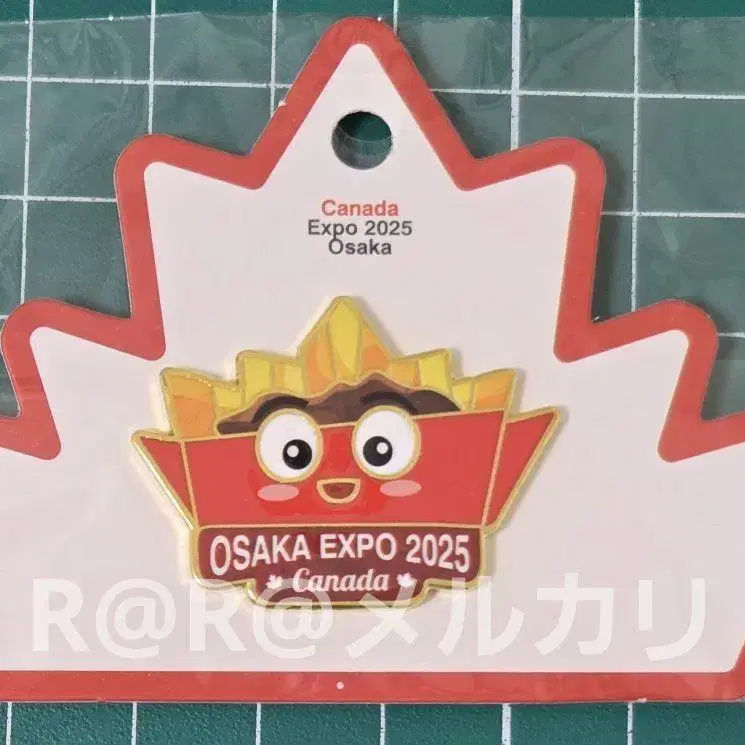 Canada
Expo 2025
Osaka
OSAKA EXPO 2025
Canada
R@R@メルカリ